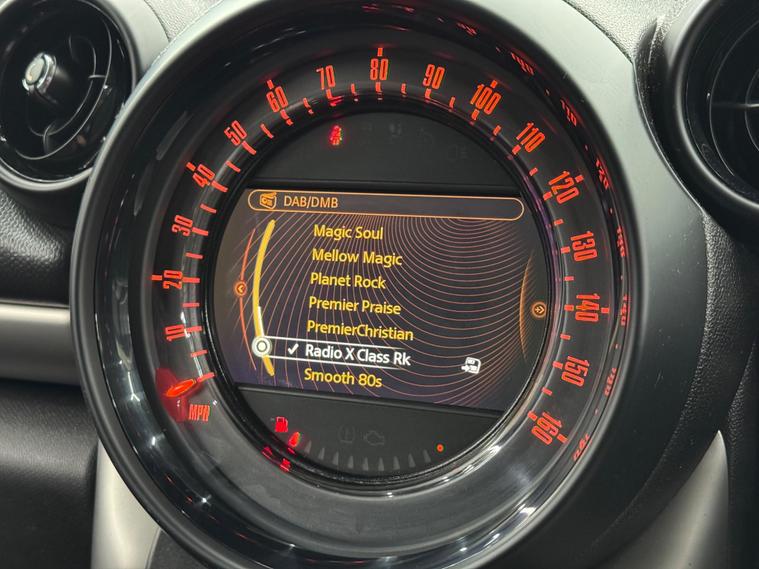 10
20
30
40
50
60
70
80
90
100
110
120
130
140
150
160
MPH
DAB/DMB
Magic Soul
Mellow Magic
Planet Rock
Premier Praise
PremierChristian
✓ Radio X Class Rk
Smooth 80s